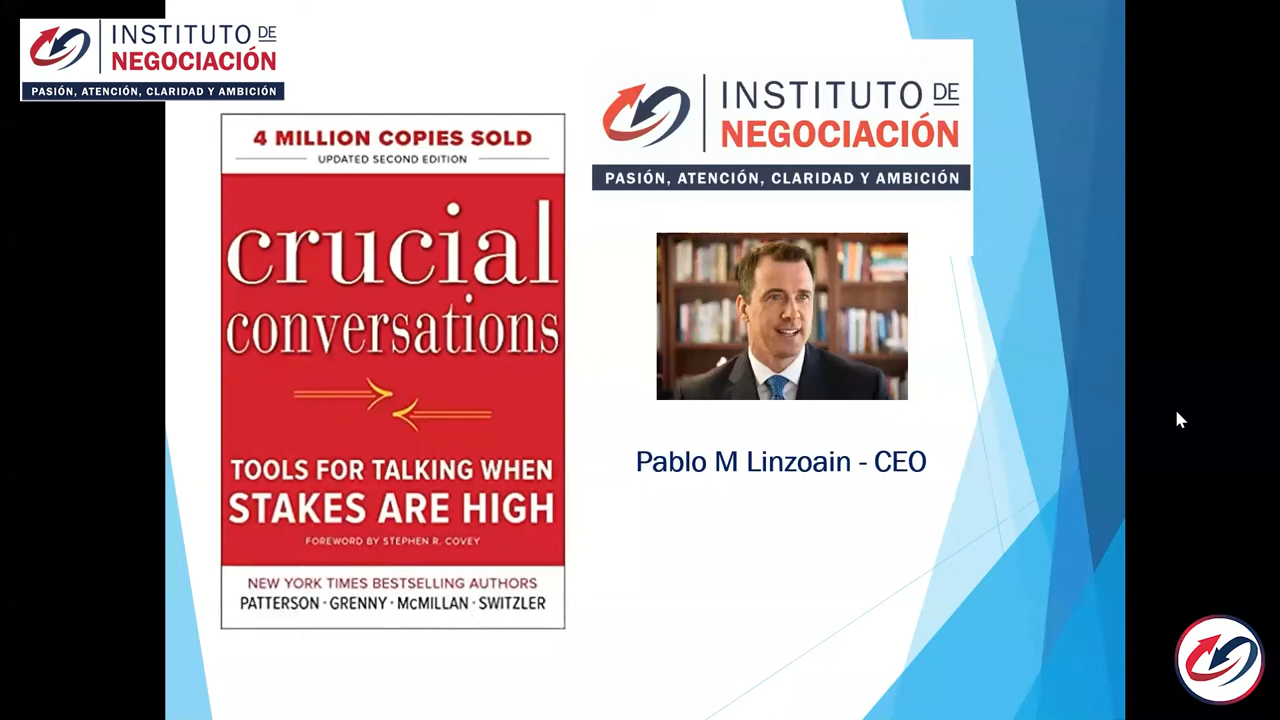 INSTITUTO DE
NEGOCIACIÓN
PASIÓN, ATENCIÓN, CLARIDAD Y AMBICIÓN
4 MILLION COPIES SOLD
UPDATED SECOND EDITION
crucial
conversations
TOOLS FOR TALKING WHEN
STAKES ARE HIGH
FOREWORD BY STEPHEN R. COVEY
NEW YORK TIMES BESTSELLING AUTHORS
PATTERSON · GRENNY · McMILLAN · SWITZLER
INSTITUTO DE
NEGOCIACIÓN
PASIÓN, ATENCIÓN, CLARIDAD Y AMBICIÓN
Pablo M Linzoain - CEO